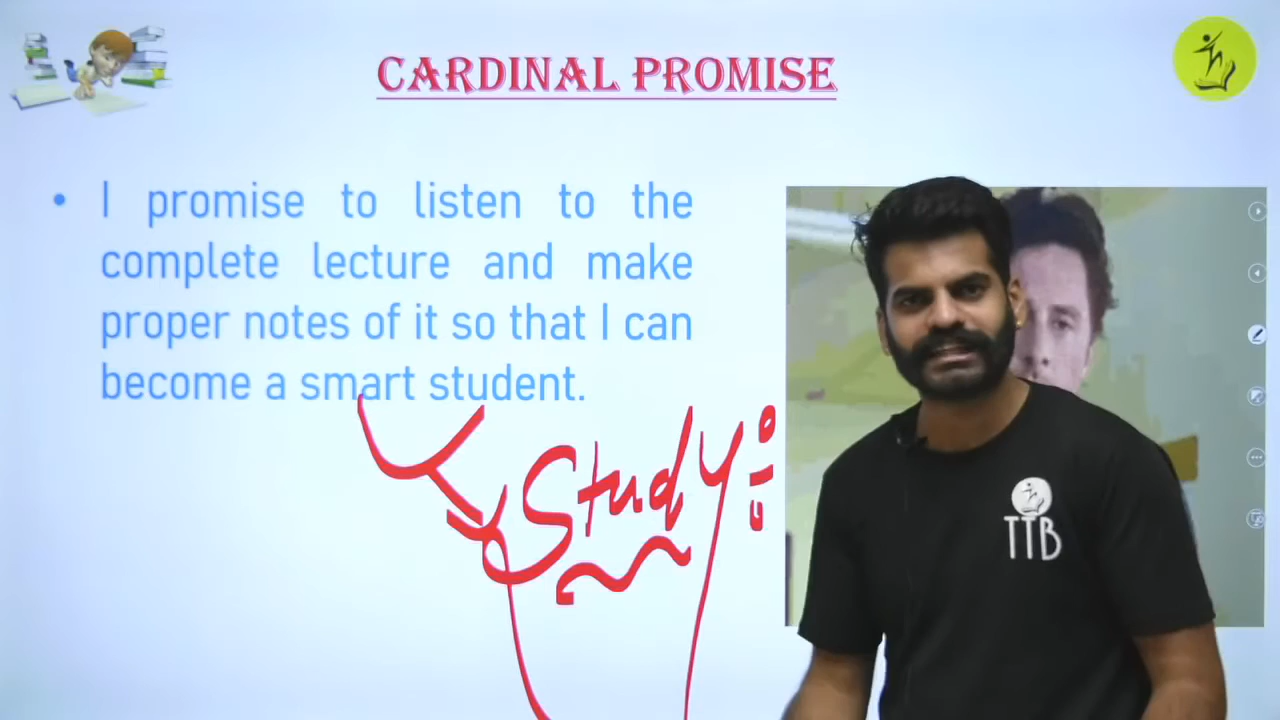 CARDINAL PROMISE
• I promise to listen to the
complete lecture and make
proper notes of it so that I can
become a smart student.
Study
TTB